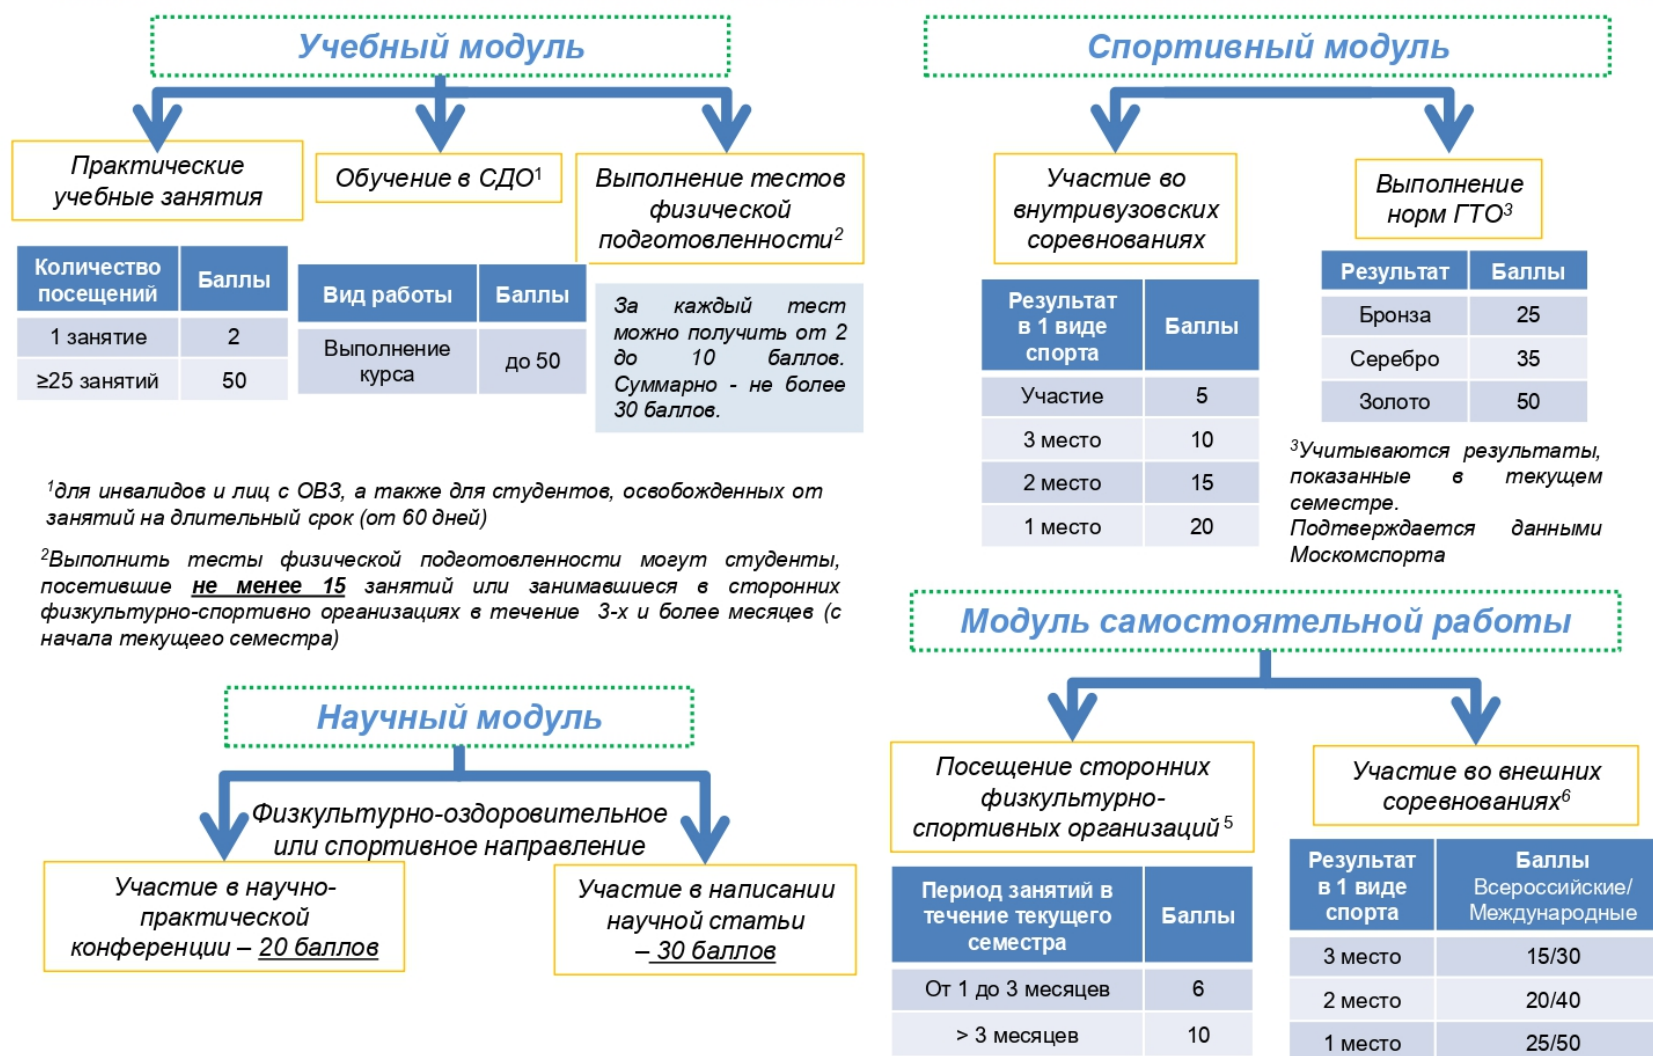 Учебный модуль
Практические
учебные занятия
Обучение в СДО¹
Выполнение тестов
физической
подготовленности²
Количество
посещений
Баллы
1 занятие
2
≥25 занятий
50
Вид работы
Баллы
Выполнение
курса
до 50
За каждый тест
можно получить от 2
до 10 баллов.
Суммарно - не более
30 баллов.
¹для инвалидов и лиц с ОВЗ, а также для студентов, освобожденных от
занятий на длительный срок (от 60 дней)
²Выполнить тесты физической подготовленности могут студенты,
посетившие не менее 15 занятий или занимавшиеся в сторонних
физкультурно-спортивно организациях в течение 3-х и более месяцев (с
начала текущего семестра)
Спортивный модуль
Участие во
внутривузовских
соревнованиях
Выполнение
норм ГТО³
Результат
в 1 виде
спорта
Баллы
Участие
5
3 место
10
2 место
15
1 место
20
Результат
Баллы
Бронза
25
Серебро
35
Золото
50
³Учитываются результаты,
показанные в текущем
семестре.
Подтверждается данными
Москомспорта
Научный модуль
Физкультурно-оздоровительное
или спортивное направление
Участие в научно-
практической
конференции – 20 баллов
Участие в написании
научной статьи
– 30 баллов
Модуль самостоятельной работы
Посещение сторонних
физкультурно-
спортивных организаций ⁵
Участие во внешних
соревнованиях⁶
Период занятий в
течение текущего
семестра
Баллы
От 1 до 3 месяцев
6
> 3 месяцев
10
Результат
в 1 виде
спорта
Баллы
Всероссийские/
Международные
3 место
15/30
2 место
20/40
1 место
25/50